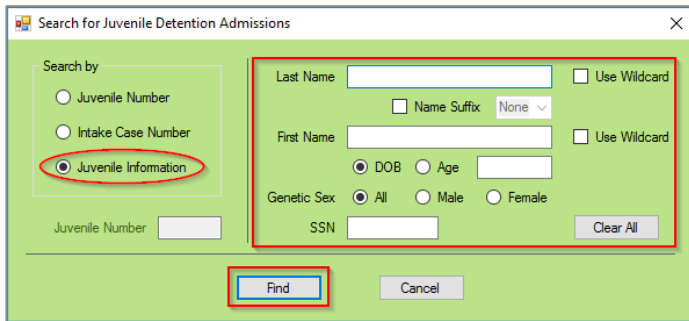 Search for Juvenile Detention Admissions
Search by
Juvenile Number
Intake Case Number
Juvenile Information
Juvenile Number
Last Name
Use Wildcard
Name Suffix None
First Name
Use Wildcard
DOB Age
Genetic Sex All Male Female
SSN
Clear All
Find Cancel